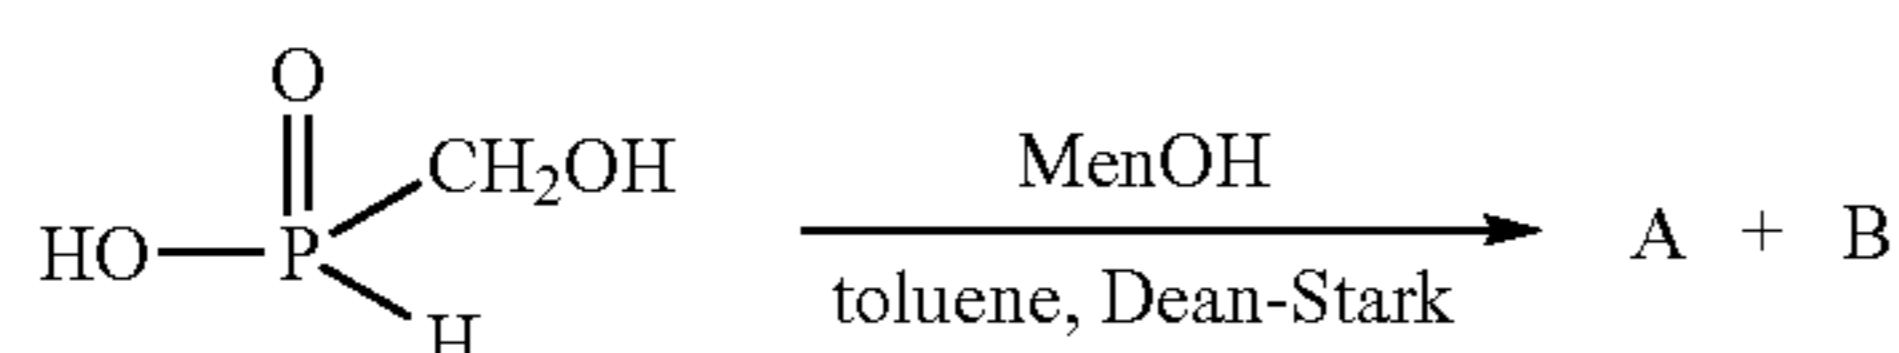 O
CH₂OH
HO P
H
MenOH
toluene, Dean-Stark
A + B